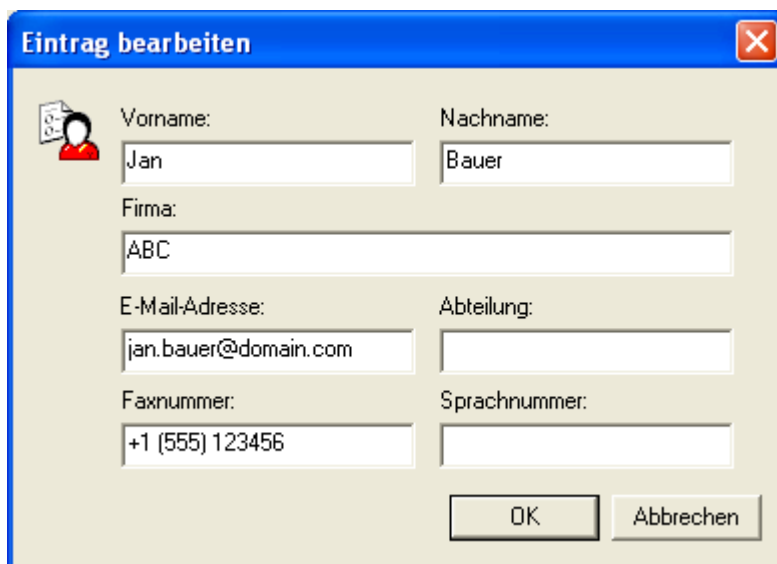 Eintrag bearbeiten
Vorname: Nachname:
Jan Bauer
Firma:
ABC
E-Mail-Adresse: Abteilung:
jan.bauer@domain.com
Faxnummer: Sprachnummer:
+1 (555) 123456
OK Abbrechen